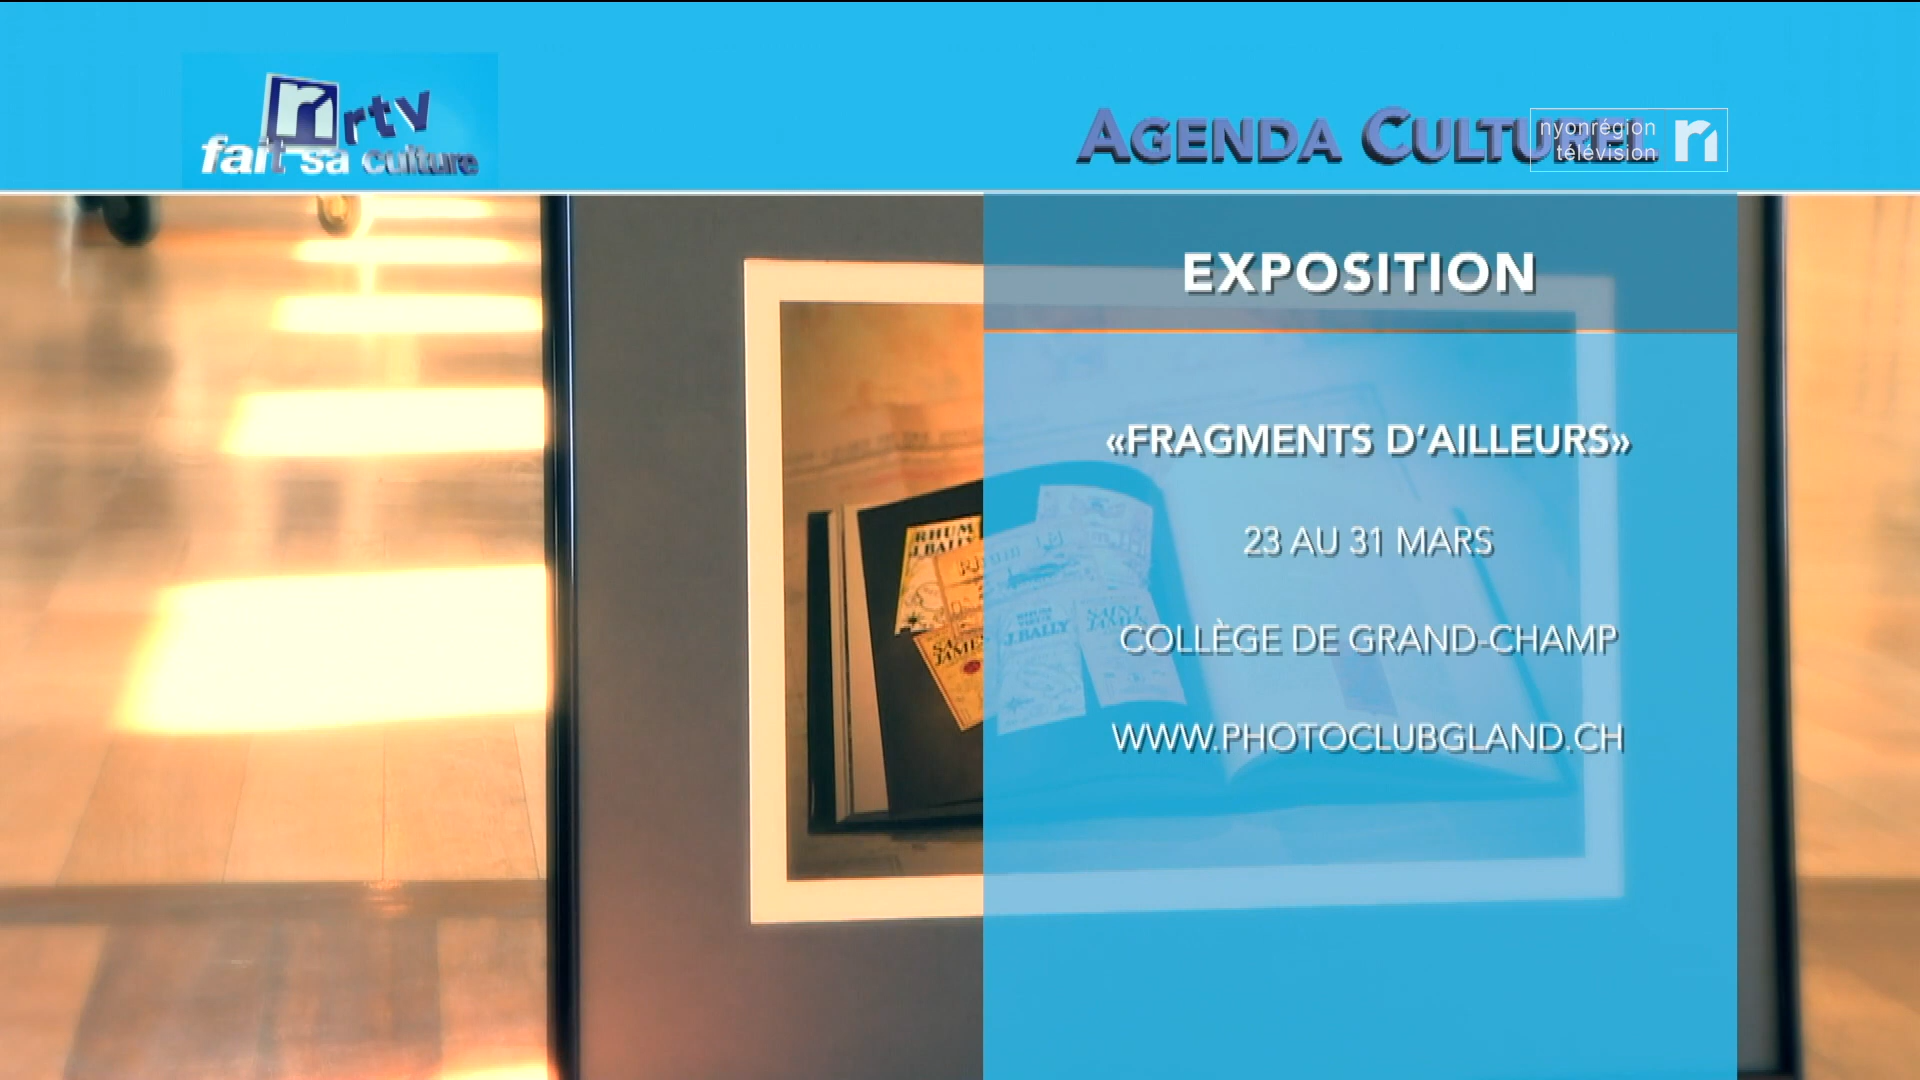 nrtv
fait sa culture
AGENDA CULTUREL
nyonrégion
télévision
EXPOSITION
«FRAGMENTS D’AILLEURS»
23 AU 31 MARS
COLLÈGE DE GRAND-CHAMP
WWW.PHOTOCLUBGLAND.CH
RHUM
J. BALLY
J.BALLY
SAINT
JAMES